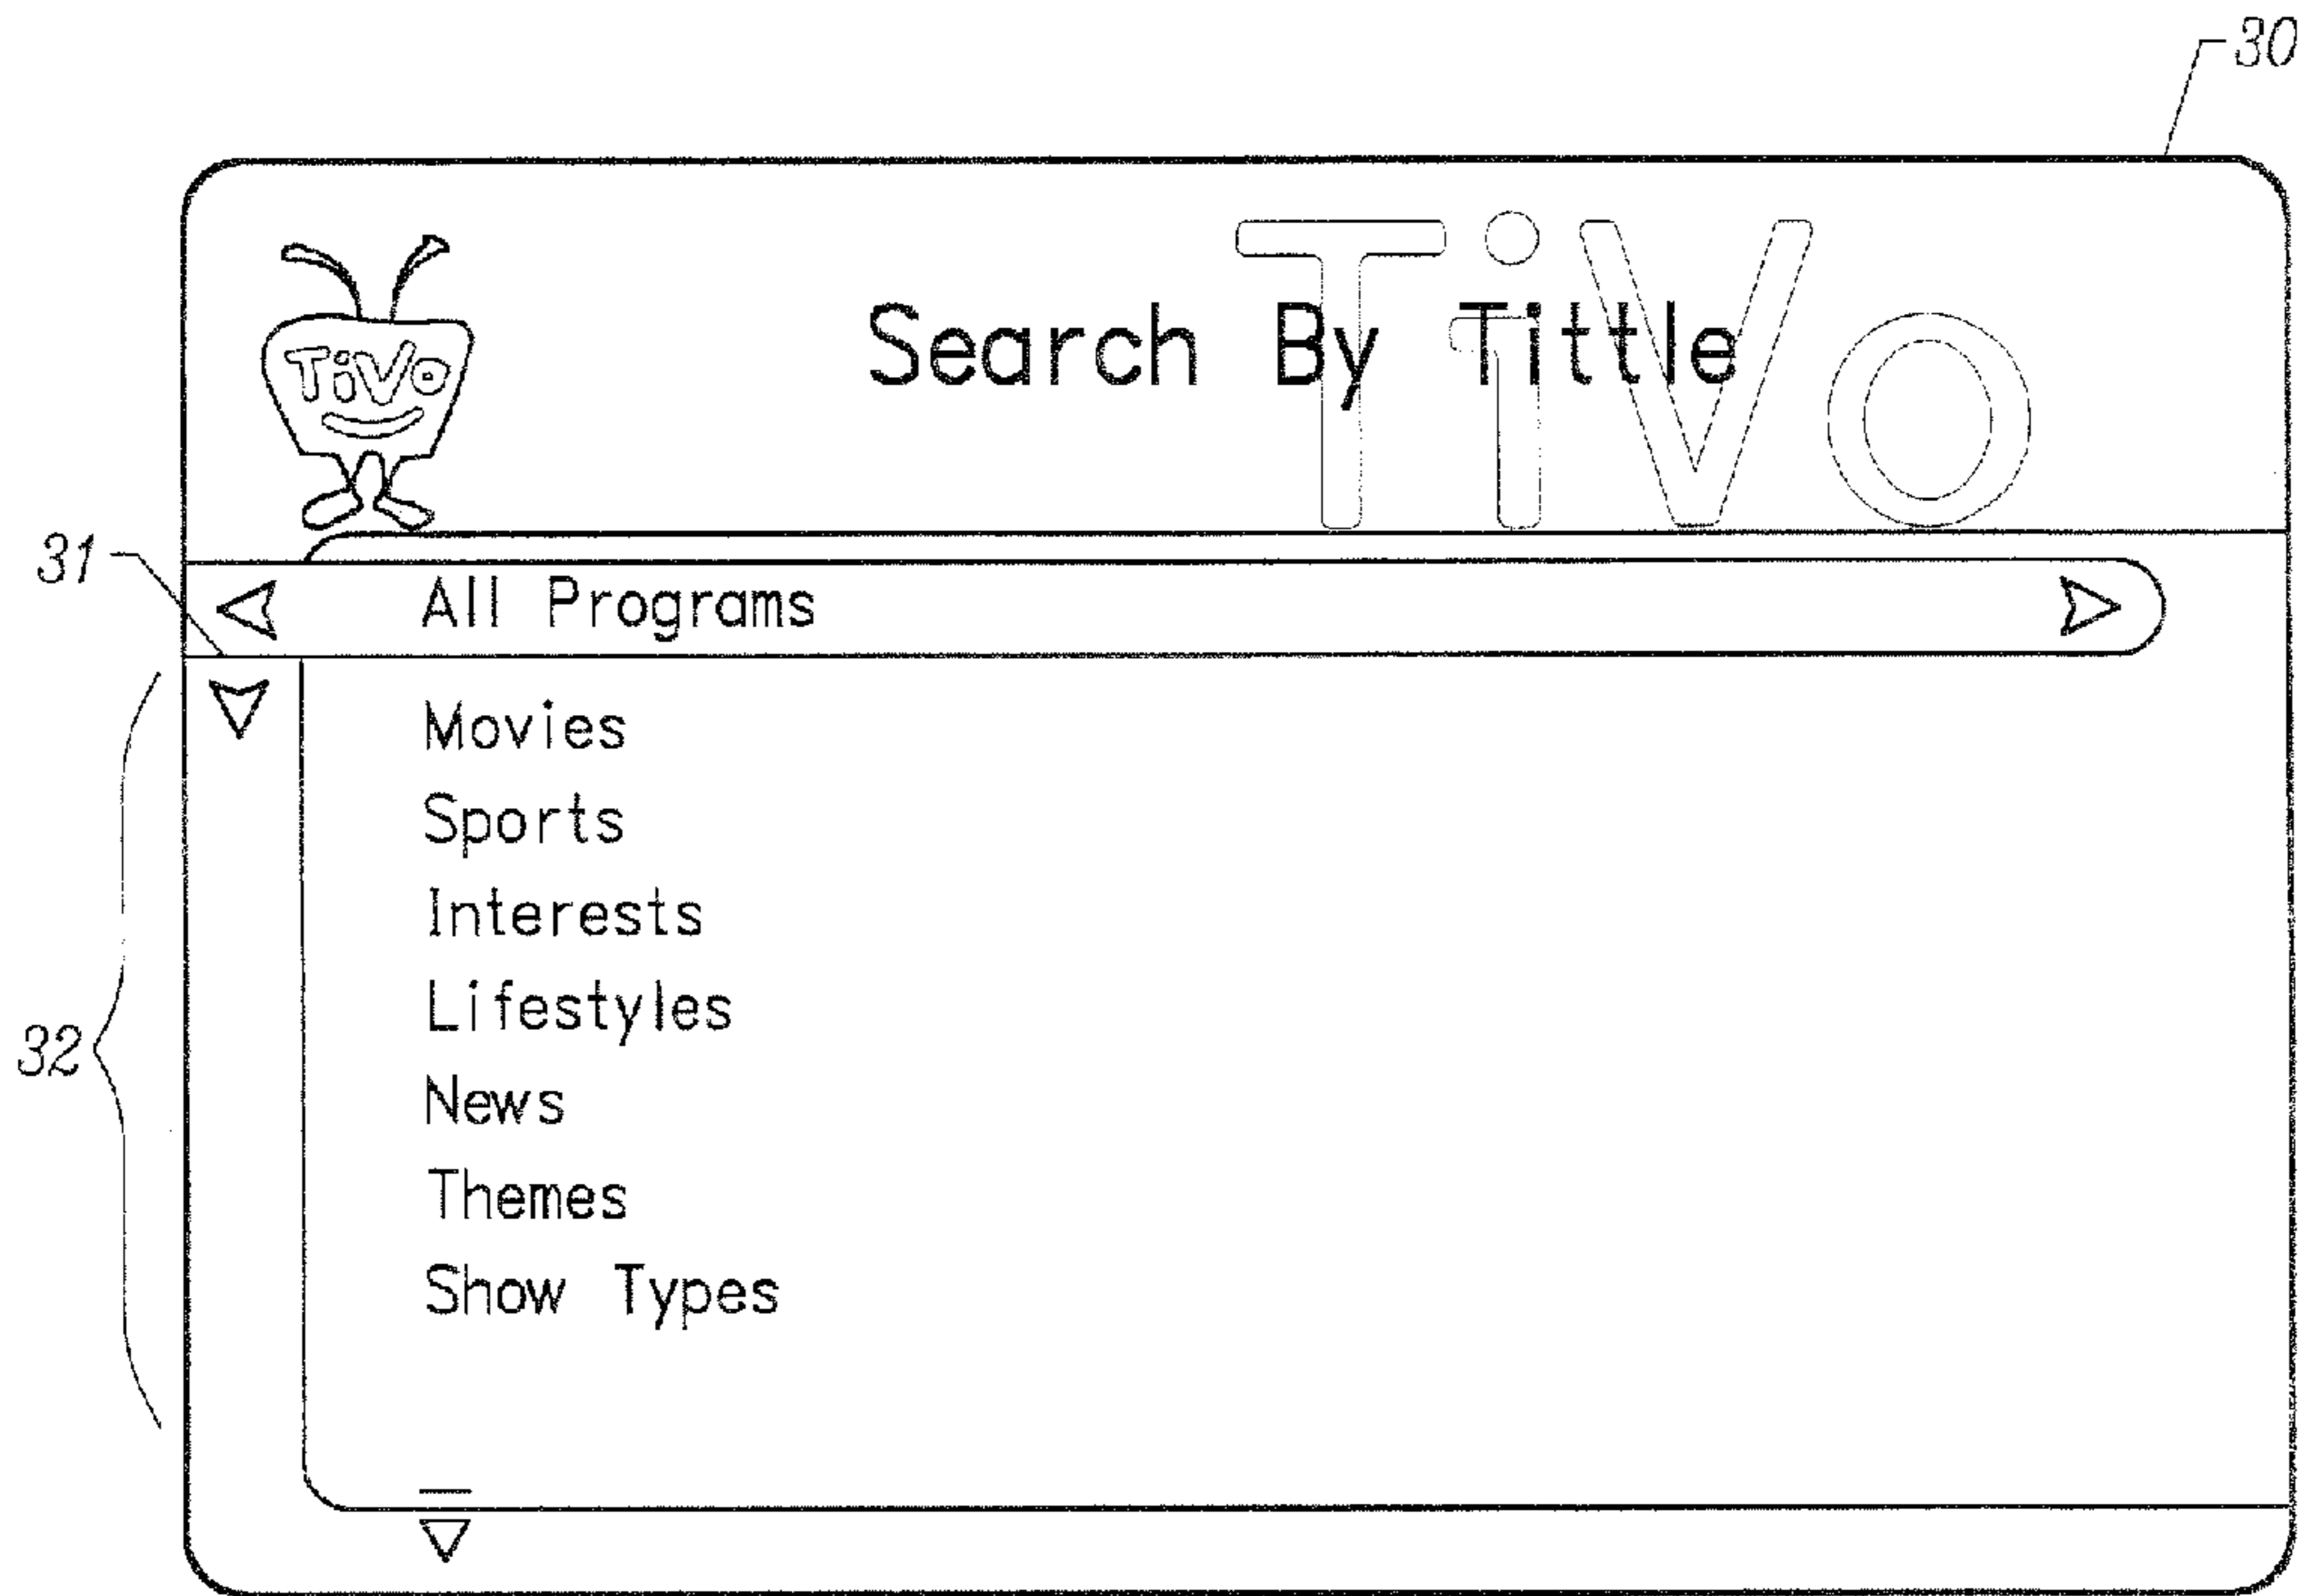 30
TiVo
TiVo
Search By Tittle
31
All Programs
Movies
Sports
Interests
Lifestyles
32
News
Themes
Show Types